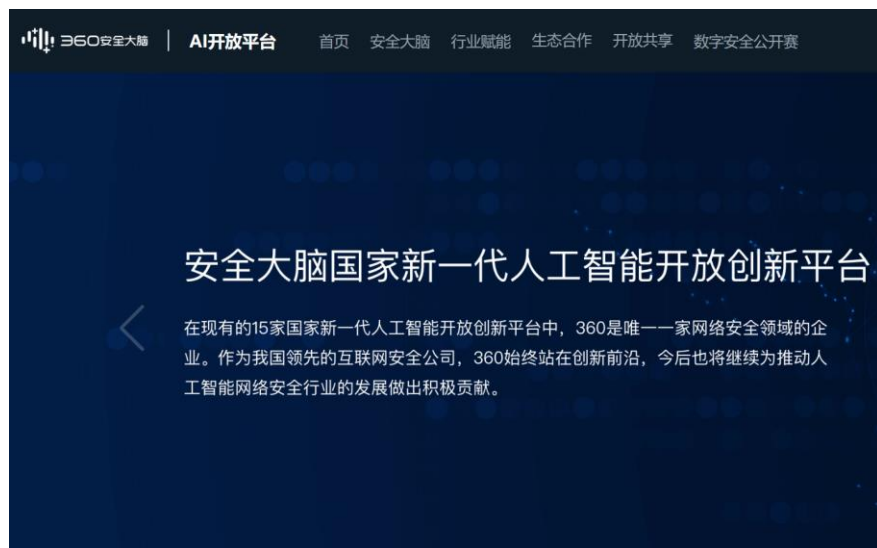 360安全大脑 | AI开放平台 首页 安全大脑 行业赋能 生态合作 开放共享 数字安全公开赛
安全大脑国家新一代人工智能开放创新平台
在现有的15家国家新一代人工智能开放创新平台中，360是唯一一家网络安全领域的企
业。作为我国领先的互联网安全公司，360始终站在创新前沿，今后也将继续为推动人
工智能网络安全行业的发展做出积极贡献。